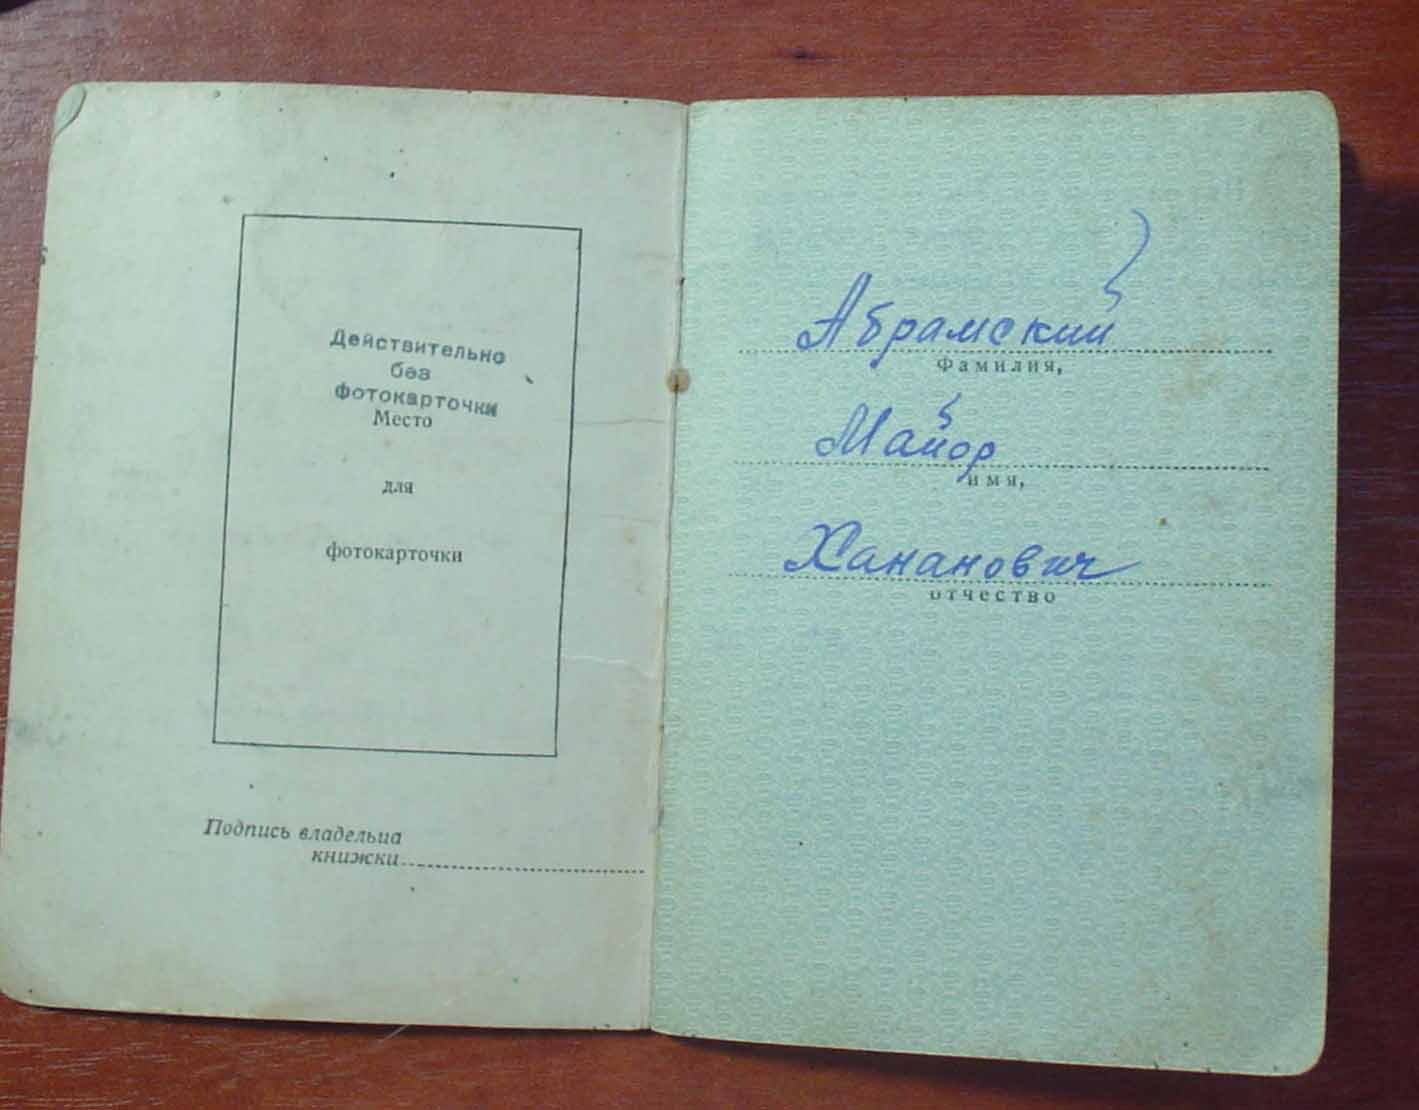 Действительно
без
фотокарточки
Место
для
фотокарточки
Подпись владельца
книжки
Абрамский
Фамилия,
Майор
имя,
Хананович
отчество